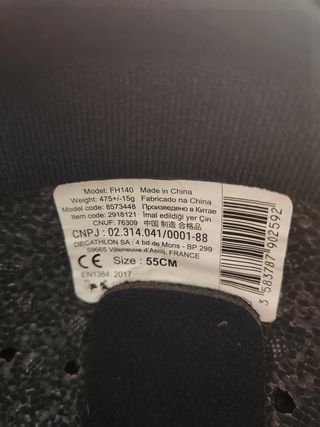 Model: FH140 Made in China
Weight: 475+/-15g Fabricado na China
Model code: 8573448 Произведено в Китае
Item code: 2918121 İmal edildiği yer Çin
CNUF: 76309 中国 制造 合格品
CNPJ : 02.314.041/0001-88
DECATHLON SA : 4 bd de Mons - BP 299
59665 Villeneuve d'Ascq, FRANCE
CE Size : 55CM
EN1384: 2017
3 583787 902592